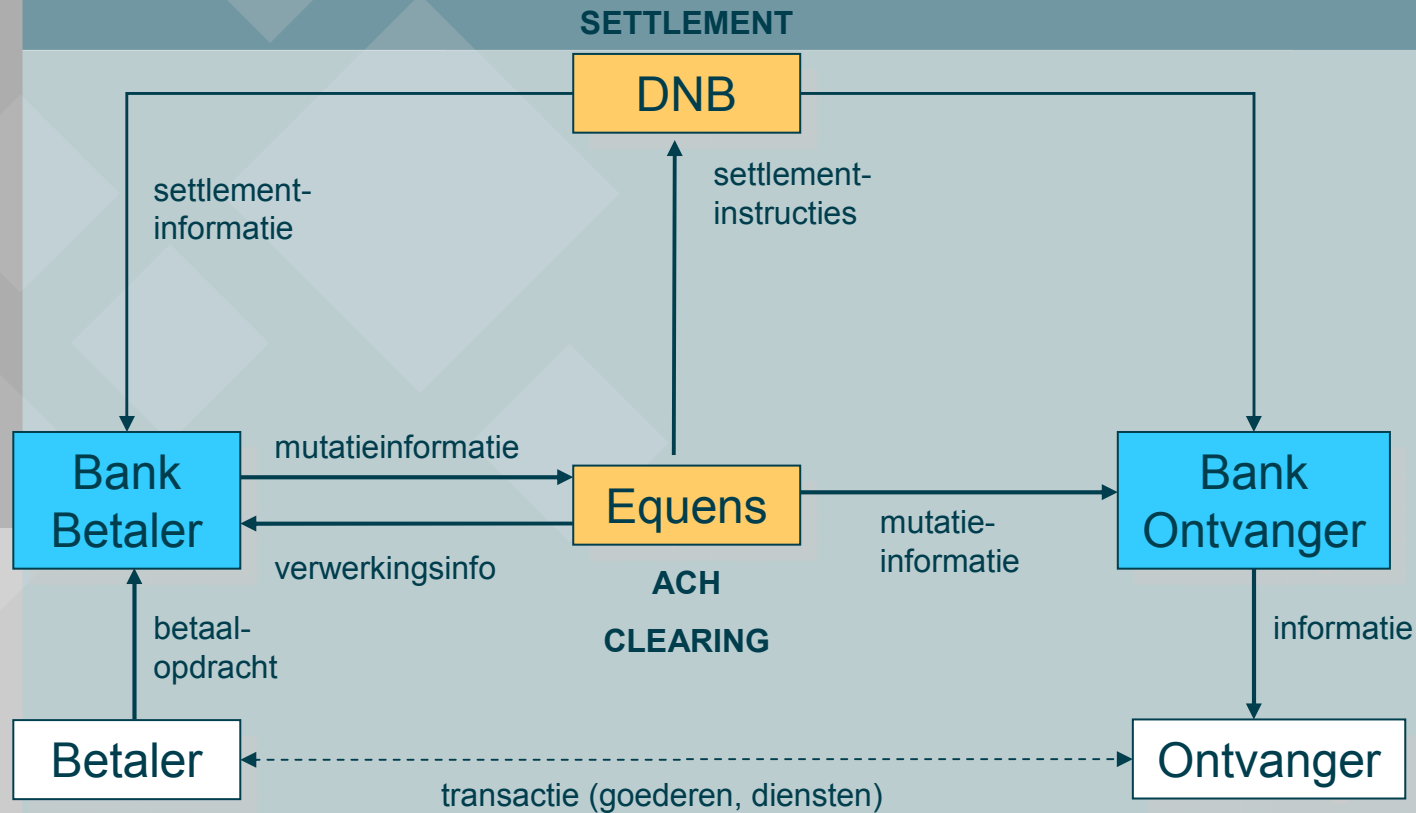 SETTLEMENT
DNB
settlement-
informatie
settlement-
instructies
Bank
Betaler
mutatieinformatie
verwerkingsinfo
Equens
ACH
CLEARING
mutatie-
informatie
Bank
Ontvanger
betaal-
opdracht
informatie
Betaler
transactie (goederen, diensten)
Ontvanger